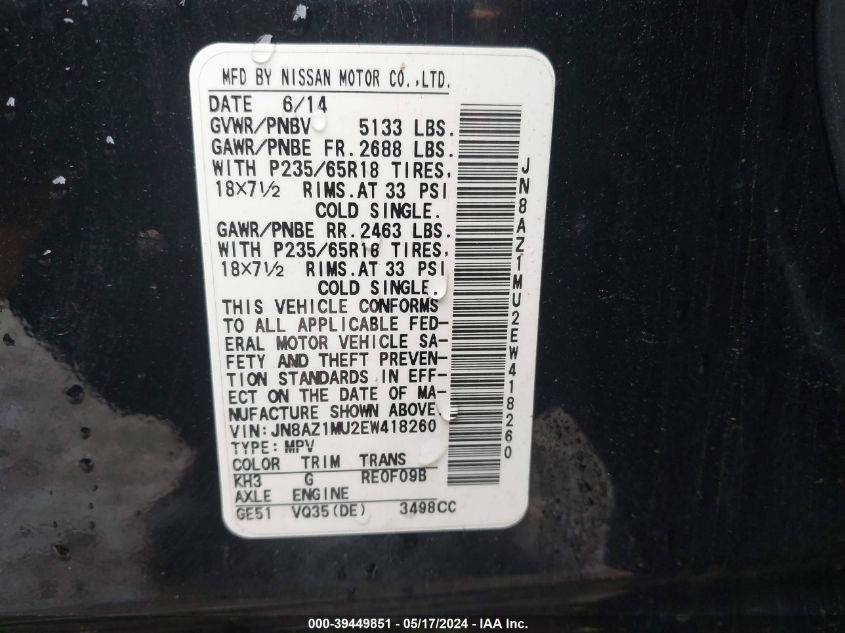 MFD BY NISSAN MOTOR CO.,LTD.
DATE 6/14
GVWR/PNBV 5133 LBS.
GAWR/PNBE FR. 2688 LBS.
WITH P235/65R18 TIRES,
18X7½ RIMS. AT 33 PSI
COLD SINGLE.
GAWR/PNBE RR. 2463 LBS.
WITH P235/65R18 TIRES,
18X7½ RIMS. AT 33 PSI
COLD SINGLE.
THIS VEHICLE CONFORMS
TO ALL APPLICABLE FED-
ERAL MOTOR VEHICLE SA-
FETY AND THEFT PREVEN-
TION STANDARDS IN EFF-
ECT ON THE DATE OF MA-
NUFACTURE SHOWN ABOVE.
VIN: JN8AZ1MU2EW418260
TYPE: MPV
COLOR TRIM TRANS
KH3 G RE0F09B
AXLE ENGINE
GE51 VQ35(DE) 3498CC
JN8AZ1MU2EW418260
000-39449851 - 05/17/2024 - IAA Inc.